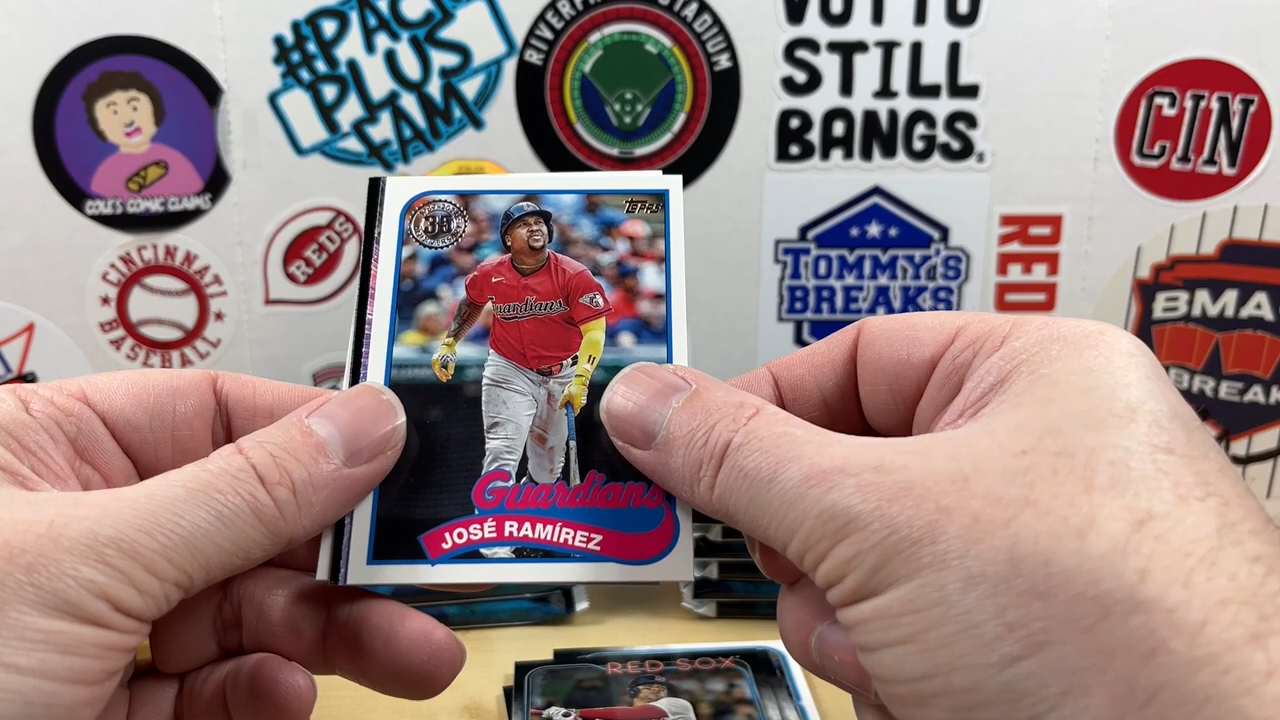 #PACK
PLUS
FAM
RIVERFRONT STADIUM
VOTTO
STILL
BANGS.
CIN
COLE'S COMIC CLAIMS
REDS
CINCINNATI
BASEBALL
TOMMY'S
BREAKS
RED
BMA
BREAK
35
TOPPS
Guardians
11
Guardians
JOSÉ RAMÍREZ
RED SOX